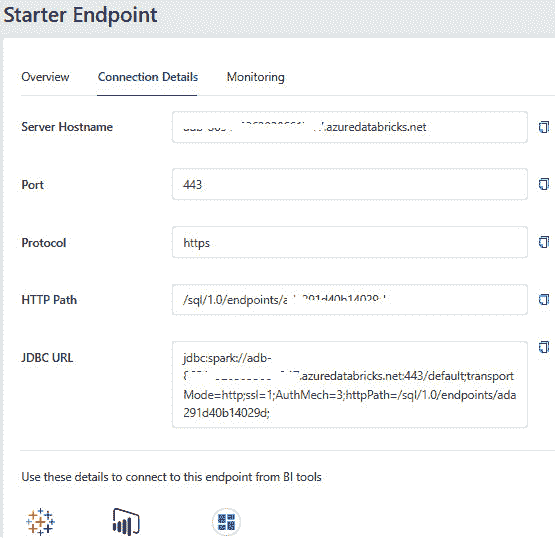 Starter Endpoint
Overview Connection Details Monitoring
Server Hostname
.azuredatabricks.net
Port
443
Protocol
https
HTTP Path
/sql/1.0/endpoints/
JDBC URL
jdbc:spark://adb-
.azuredatabricks.net:443/default;transport
Mode=http;ssl=1;AuthMech=3;httpPath=/sql/1.0/endpoints/ada
291d40b14029d;
Use these details to connect to this endpoint from BI tools